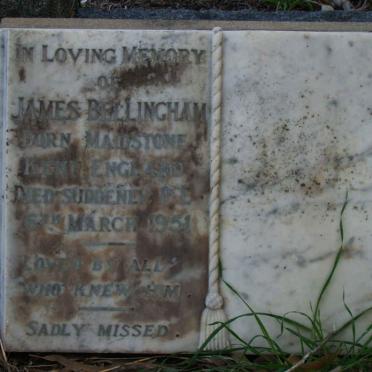 IN LOVING MEMORY
OF
JAMES BELLINGHAM
BORN MAIDSTONE
KENT ENGLAND
DIED SUDDENLY P.E.
6TH MARCH 1951
LOVED BY ALL
WHO KNEW HIM
SADLY MISSED